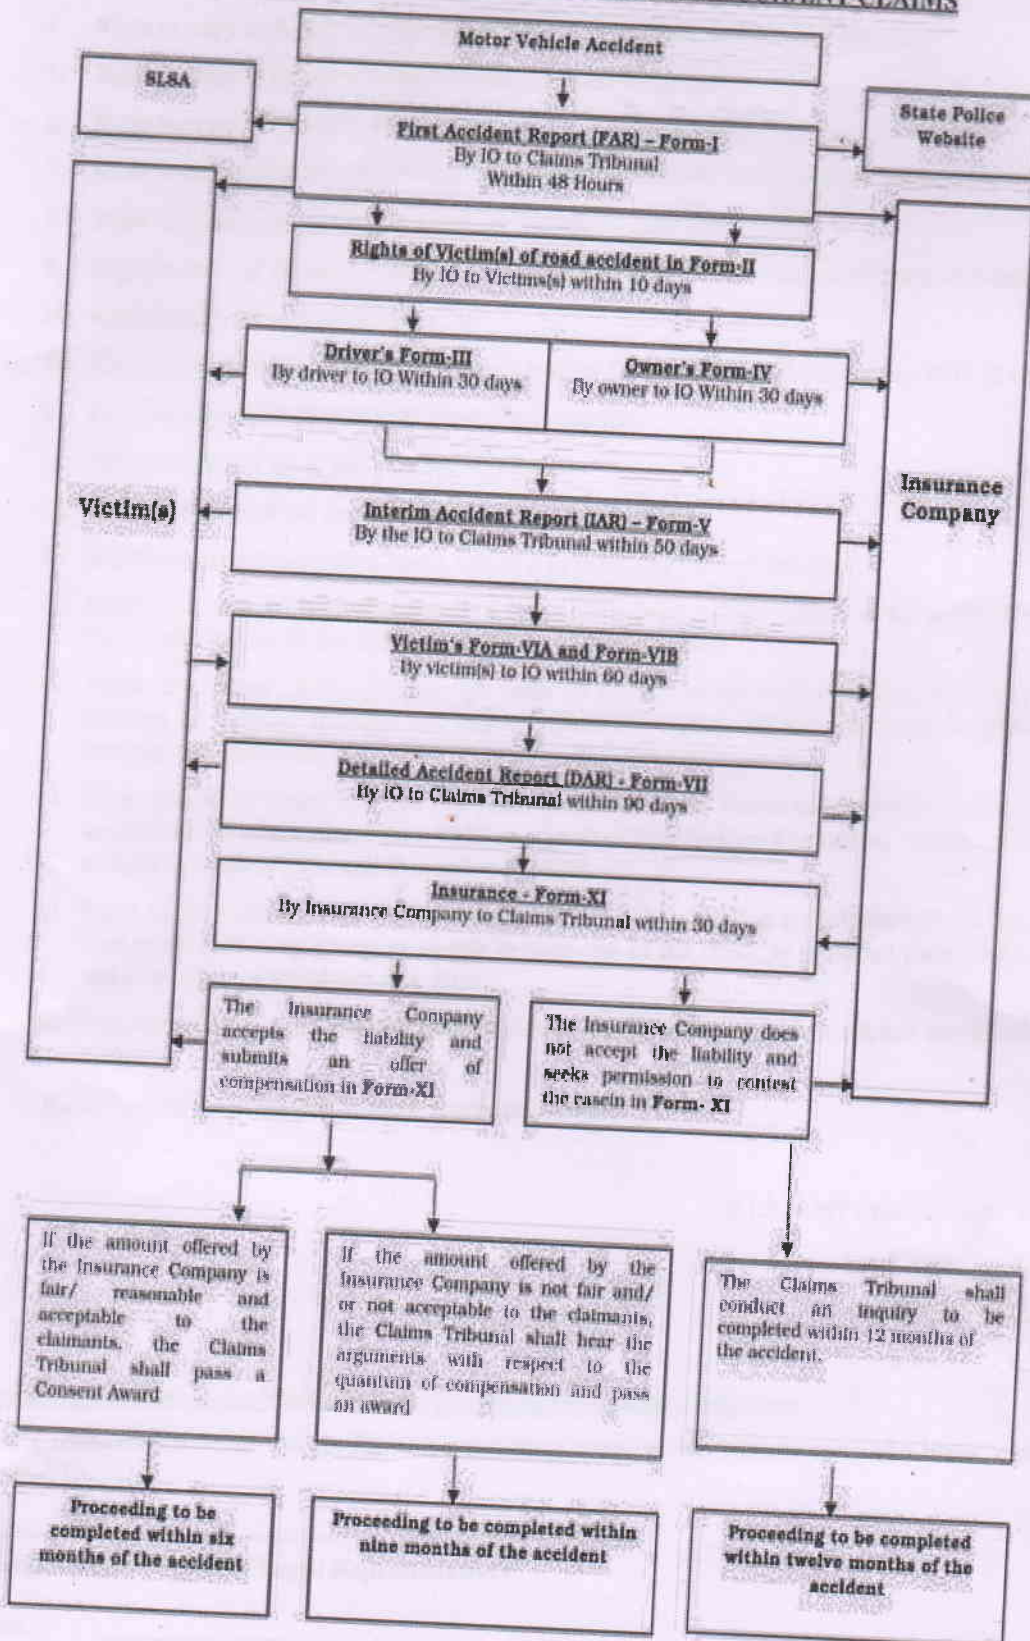 CLAIMS
Motor Vehicle Accident
SLSA
State Police
Website
First Accident Report (FAR) – Form-I
By IO to Claims Tribunal
Within 48 Hours
Rights of Victim(s) of road accident in Form-II
By IO to Victims(s) within 10 days
Driver's Form-III
By driver to IO Within 30 days
Owner's Form-IV
By owner to IO Within 30 days
Victim(s)
Insurance
Company
Interim Accident Report (IAR) – Form-V
By the IO to Claims Tribunal within 50 days
Victim's Form-VIA and Form-VIB
By victim(s) to IO within 60 days
Detailed Accident Report (DAR) - Form-VII
By IO to Claims Tribunal within 90 days
Insurance - Form-XI
By Insurance Company to Claims Tribunal within 30 days
The Insurance Company
accepts the liability and
submits an offer of
compensation in Form-XI
The Insurance Company does
not accept the liability and
seeks permission to contest
the casein in Form- XI
If the amount offered by
the Insurance Company is
fair/ reasonable and
acceptable to the
claimants, the Claims
Tribunal shall pass a
Consent Award
If the amount offered by the
Insurance Company is not fair and/
or not acceptable to the claimants,
the Claims Tribunal shall hear the
arguments with respect to the
quantum of compensation and pass
an award
The Claims Tribunal shall
conduct an inquiry to be
completed within 12 months of
the accident.
Proceeding to be
completed within six
months of the accident
Proceeding to be completed within
nine months of the accident
Proceeding to be completed
within twelve months of the
accident